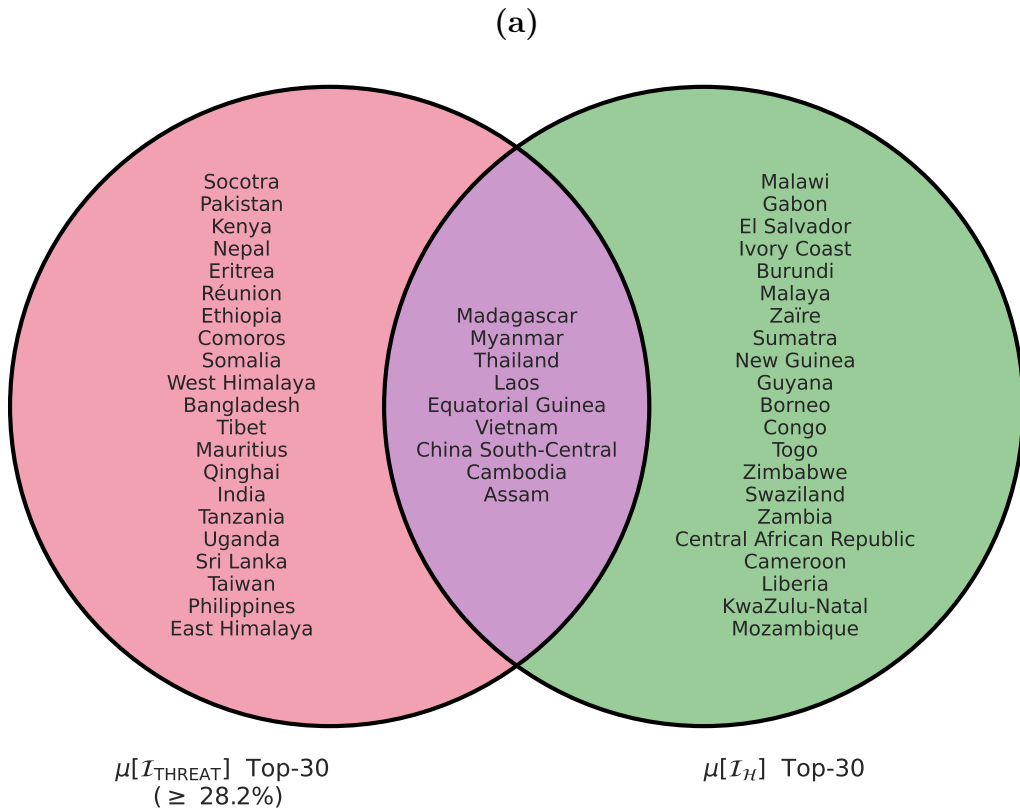 (a)
Socotra
Pakistan
Kenya
Nepal
Eritrea
Réunion
Ethiopia
Comoros
Somalia
West Himalaya
Bangladesh
Tibet
Mauritius
Qinghai
India
Tanzania
Uganda
Sri Lanka
Taiwan
Philippines
East Himalaya
Madagascar
Myanmar
Thailand
Laos
Equatorial Guinea
Vietnam
China South-Central
Cambodia
Assam
Malawi
Gabon
El Salvador
Ivory Coast
Burundi
Malaya
Zaïre
Sumatra
New Guinea
Guyana
Borneo
Congo
Togo
Zimbabwe
Swaziland
Zambia
Central African Republic
Cameroon
Liberia
KwaZulu-Natal
Mozambique
μ[𝓘_THREAT] Top-30
(≥ 28.2%)
μ[𝓘_𝓗] Top-30